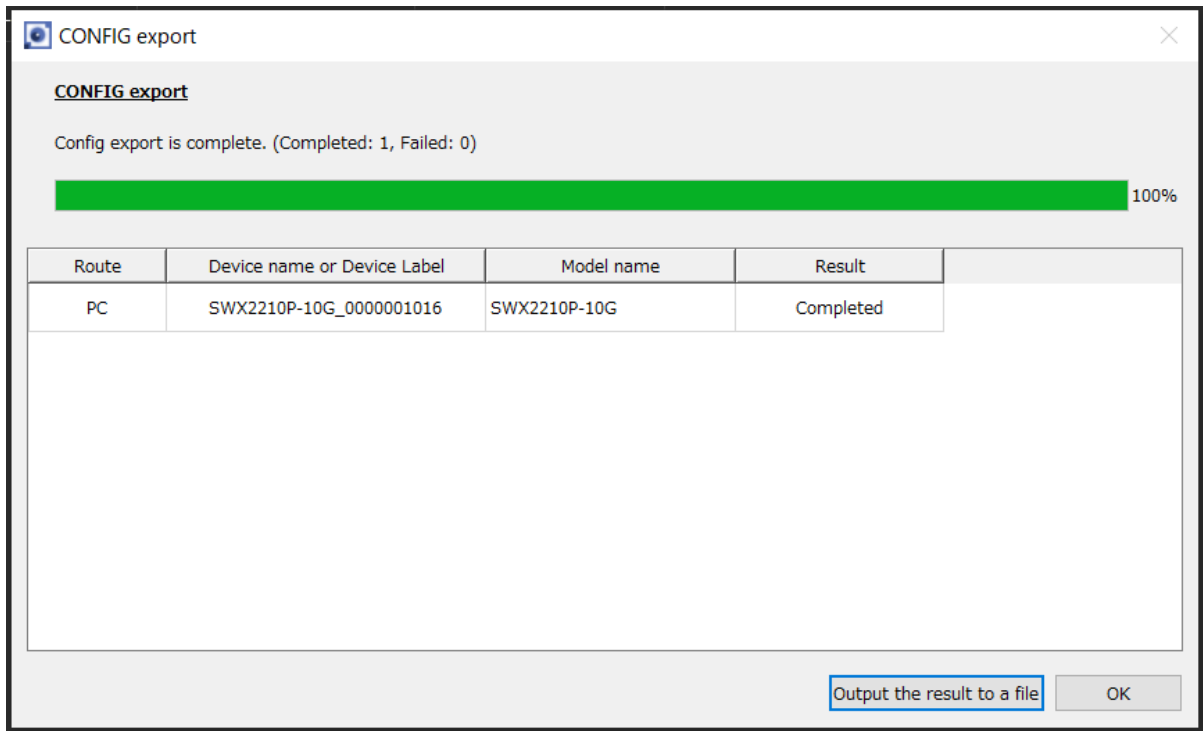 CONFIG export
CONFIG export
Config export is complete. (Completed: 1, Failed: 0)
100%
Route Device name or Device Label Model name Result
PC SWX2210P-10G_0000001016 SWX2210P-10G Completed
Output the result to a file OK